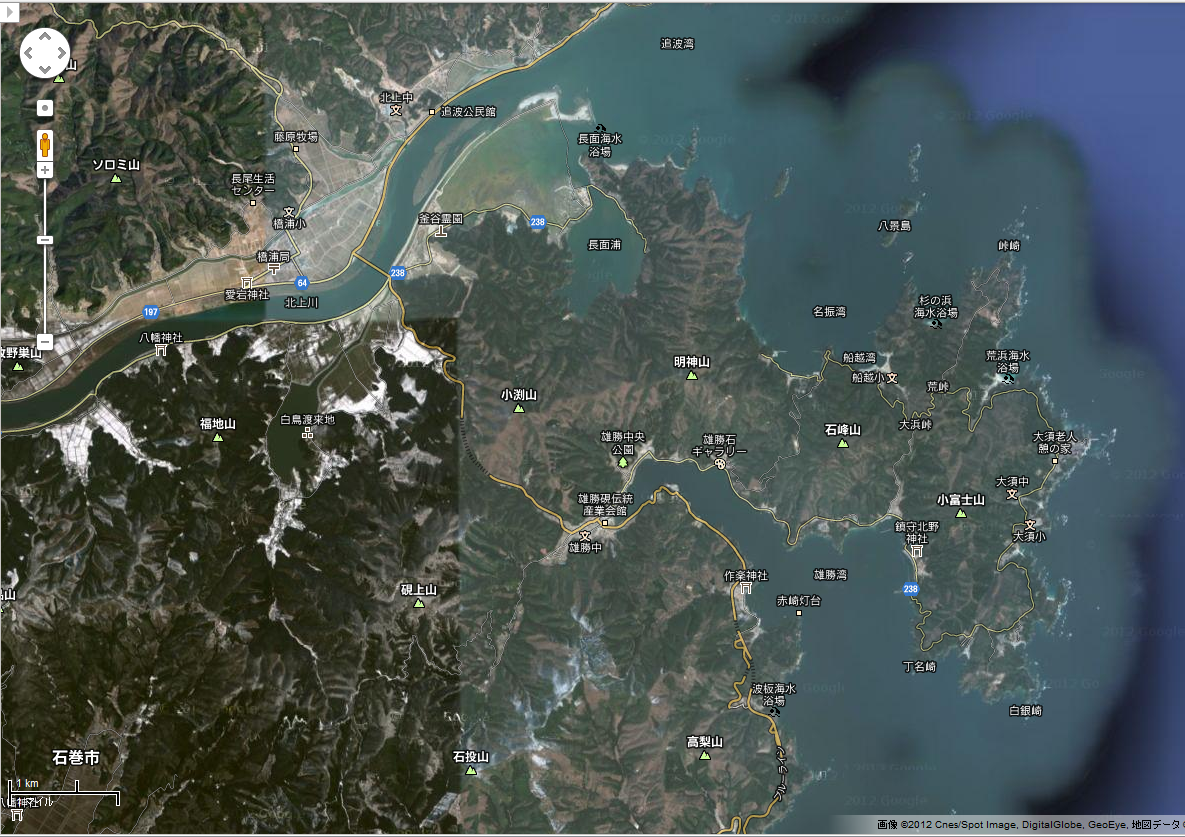 追波湾
北上中
追波公民館
藤原牧場
長面海水
浴場
ソロミ山
長尾生活
センター
橋浦小
釜谷霊園
238
八景島
長面浦
峠崎
橋浦局
238
64
愛宕神社
北上川
杉の浜
海水浴場
名振湾
197
八幡神社
牧野巣山
船越湾
荒浜海水
浴場
明神山
船越小
荒峠
小渕山
福地山
白鳥渡来地
大浜峠
石峰山
雄勝中央
公園
雄勝石
ギャラリー
大須老人
憩の家
大須中
雄勝硯伝統
産業会館
小富士山
鎮守北野
神社
大須小
雄勝中
作楽神社
雄勝湾
硯上山
238
赤崎灯台
丁名崎
波板海水
浴場
白銀崎
高梨山
石投山
石巻市
ブルーライン
1 km
画像 ©2012 Cnes/Spot Image, DigitalGlobe, GeoEye, 地図データ